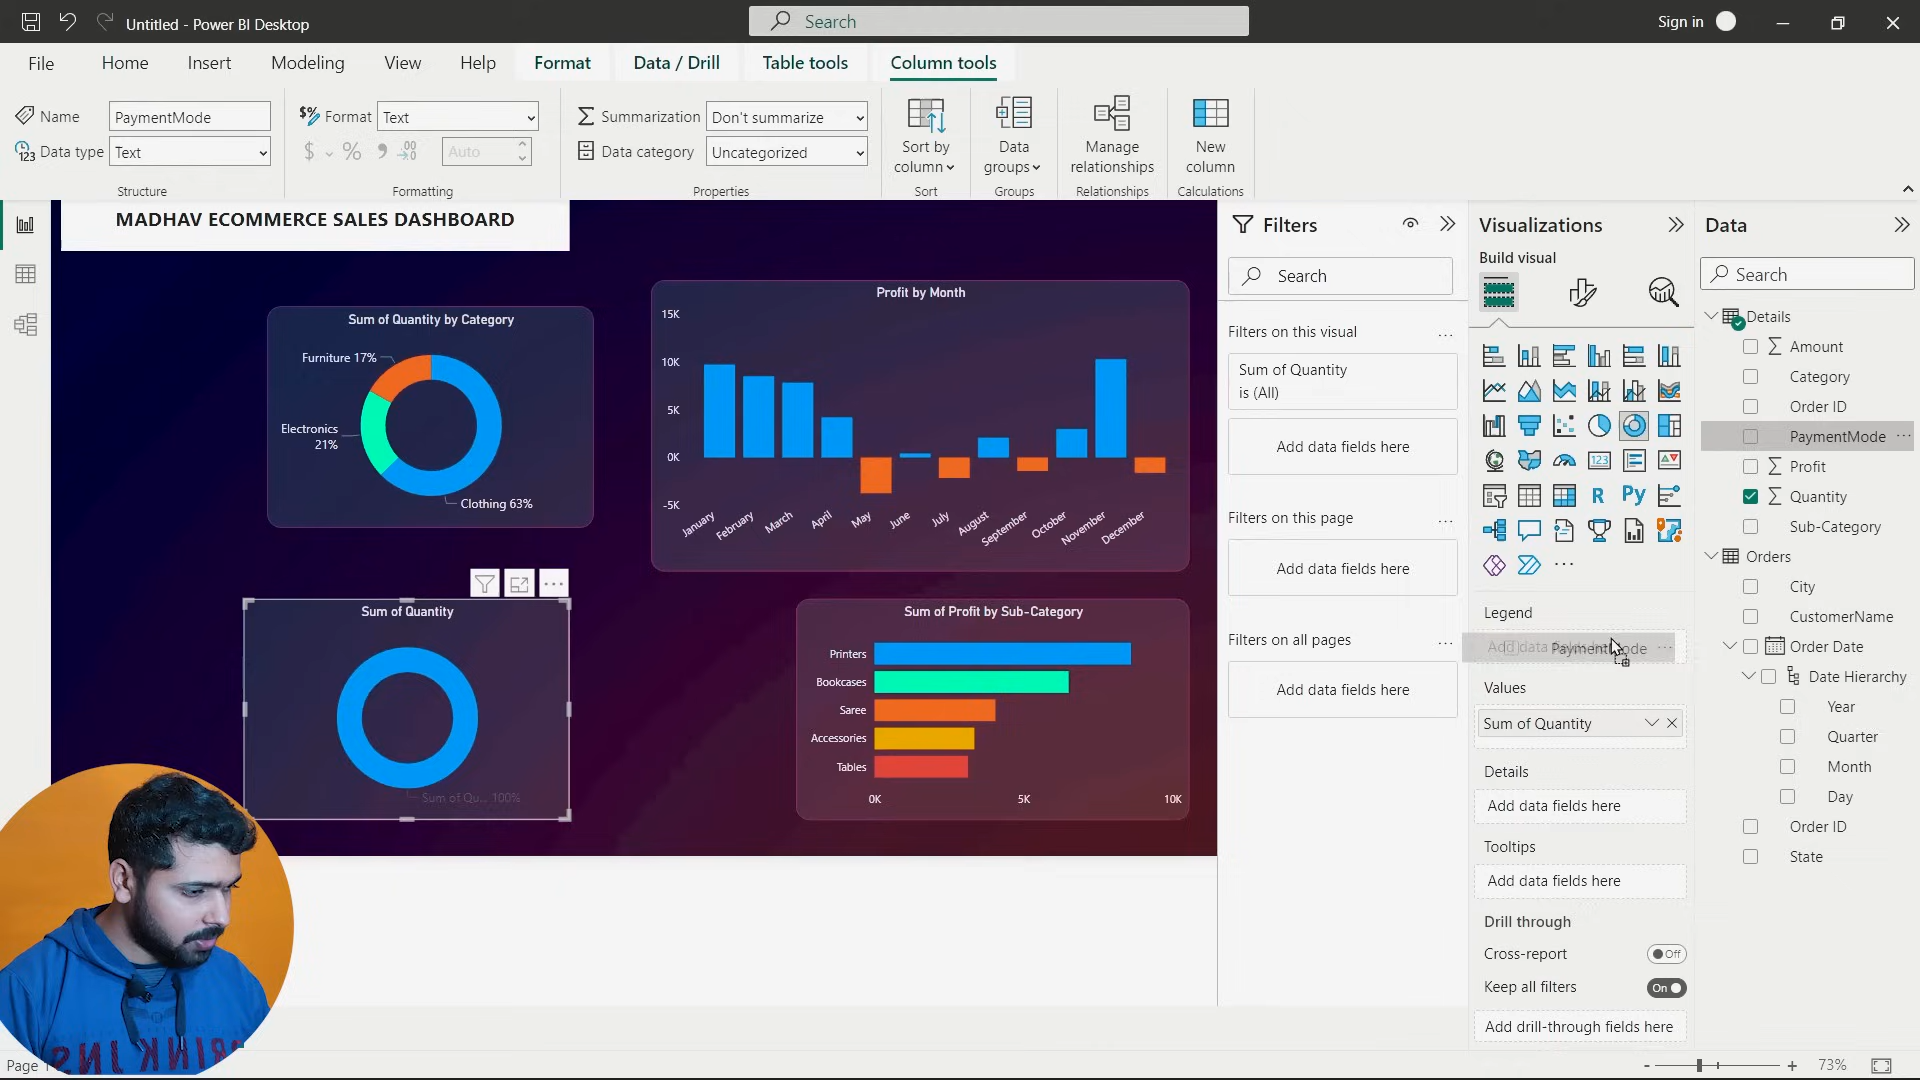 Untitled - Power BI Desktop
Search
Sign in
File
Home
Insert
Modeling
View
Help
Format
Data / Drill
Table tools
Column tools
Name
PaymentMode
Data type
Text
Structure
Format
Text
$ % 9 .00
Auto
Formatting
Summarization
Don't summarize
Data category
Uncategorized
Properties
Sort by
column
Sort
Data
groups
Groups
Manage
relationships
Relationships
New
column
Calculations
MADHAV ECOMMERCE SALES DASHBOARD
Sum of Quantity by Category
Furniture 17%
Electronics
21%
Clothing 63%
Profit by Month
15K
10K
5K
0K
-5K
January
February
March
April
May
June
July
August
September
October
November
December
Sum of Quantity
Sum of Qu... 100%
Sum of Profit by Sub-Category
Printers
Bookcases
Saree
Accessories
Tables
0K
5K
10K
Filters
Search
Filters on this visual
Sum of Quantity
is (All)
Add data fields here
Filters on this page
Add data fields here
Filters on all pages
Add data fields here
Visualizations
Build visual
123
R
Py
Legend
PaymentMode
Values
Sum of Quantity
Details
Add data fields here
Tooltips
Add data fields here
Drill through
Cross-report
Off
Keep all filters
On
Add drill-through fields here
Data
Search
Details
Amount
Category
Order ID
PaymentMode
Profit
Quantity
Sub-Category
Orders
City
CustomerName
Order Date
Date Hierarchy
Year
Quarter
Month
Day
Order ID
State
Page 1
- + 73%